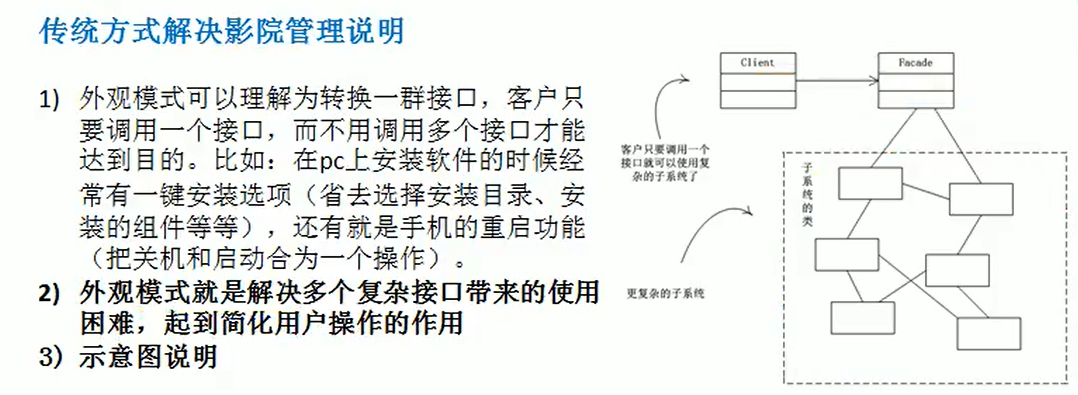 传统方式解决影院管理说明
1) 外观模式可以理解为转换一群接口，客户只
要调用一个接口，而不用调用多个接口才能
达到目的。比如：在pc上安装软件的时候经
常有一键安装选项（省去选择安装目录、安
装的组件等等），还有就是手机的重启功能
（把关机和启动合为一个操作）。
2) 外观模式就是解决多个复杂接口带来的使用
困难，起到简化用户操作的作用
3) 示意图说明
Client
Facade
客户只要调用一个
接口就可以使用复
杂的子系统了
子系统的类
更复杂的子系统